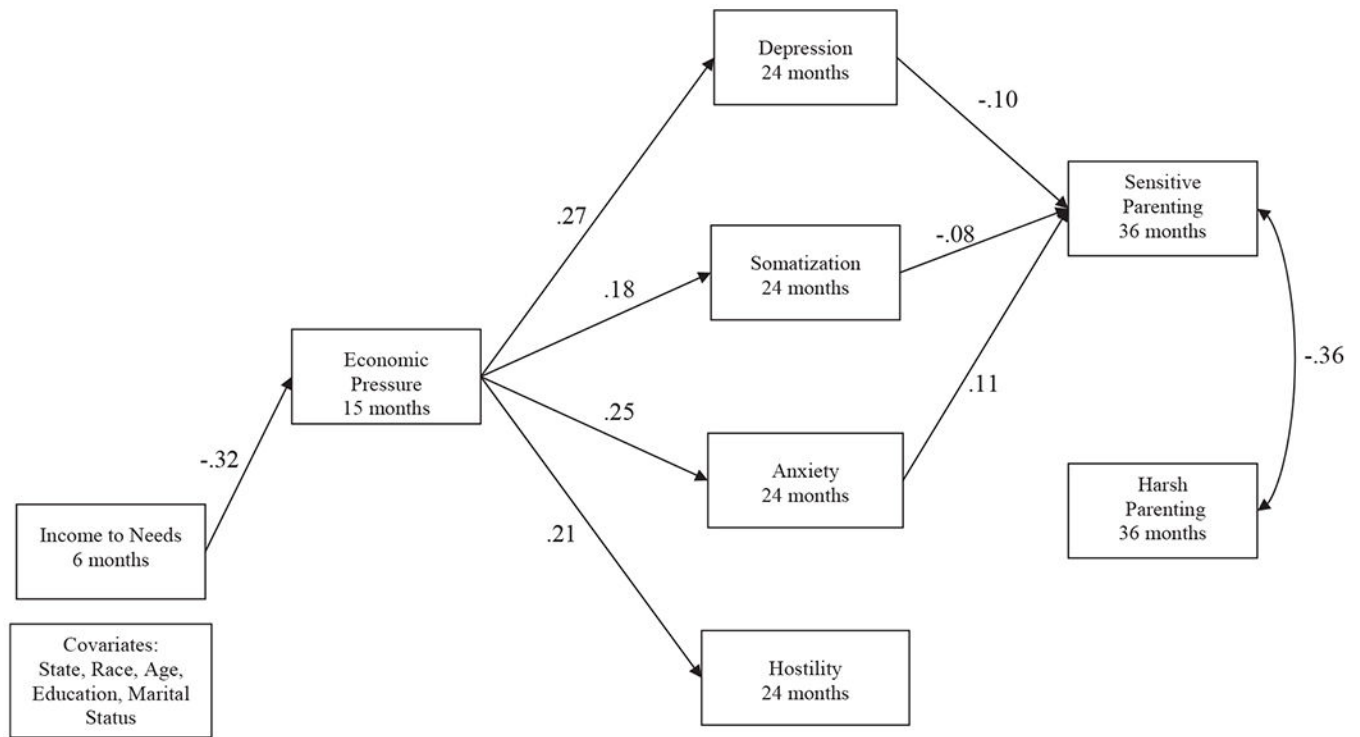 Depression
24 months
-.10
Sensitive
Parenting
36 months
.27
Somatization
24 months
-.08
.18
Economic
Pressure
15 months
-.36
.11
.25
-.32
Anxiety
24 months
Harsh
Parenting
36 months
Income to Needs
6 months
.21
Covariates:
State, Race, Age,
Education, Marital
Status
Hostility
24 months